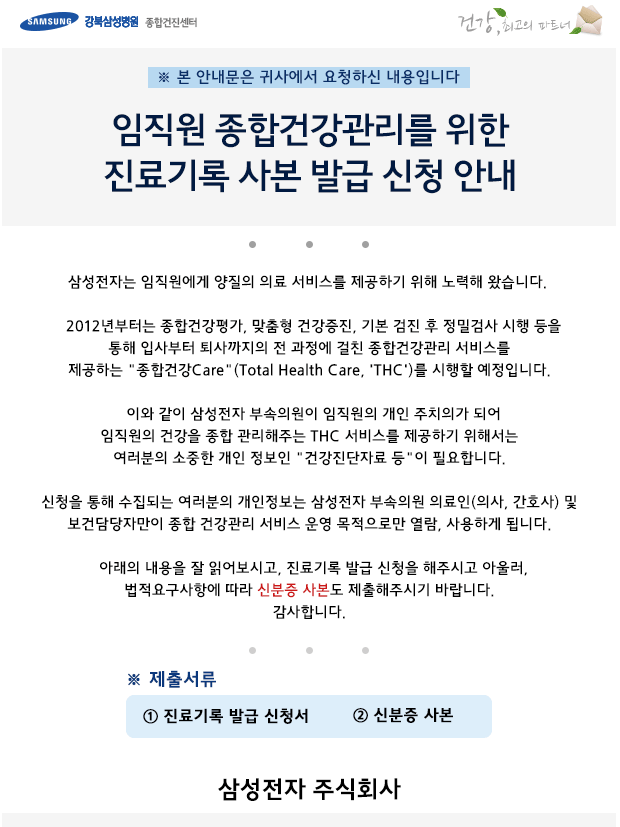 SAMSUNG 강북삼성병원 종합건진센터
건강, 최고의 파트너
※ 본 안내문은 귀사에서 요청하신 내용입니다
임직원 종합건강관리를 위한
진료기록 사본 발급 신청 안내
삼성전자는 임직원에게 양질의 의료 서비스를 제공하기 위해 노력해 왔습니다.
2012년부터는 종합건강평가, 맞춤형 건강증진, 기본 검진 후 정밀검사 시행 등을
통해 입사부터 퇴사까지의 전 과정에 걸친 종합건강관리 서비스를
제공하는 "종합건강Care"(Total Health Care, 'THC')를 시행할 예정입니다.
이와 같이 삼성전자 부속의원이 임직원의 개인 주치의가 되어
임직원의 건강을 종합 관리해주는 THC 서비스를 제공하기 위해서는
여러분의 소중한 개인 정보인 "건강진단자료 등"이 필요합니다.
신청을 통해 수집되는 여러분의 개인정보는 삼성전자 부속의원 의료인(의사, 간호사) 및
보건담당자만이 종합 건강관리 서비스 운영 목적으로만 열람, 사용하게 됩니다.
아래의 내용을 잘 읽어보시고, 진료기록 발급 신청을 해주시고 아울러,
법적요구사항에 따라 신분증 사본도 제출해주시기 바랍니다.
감사합니다.
※ 제출서류
① 진료기록 발급 신청서 ② 신분증 사본
삼성전자 주식회사